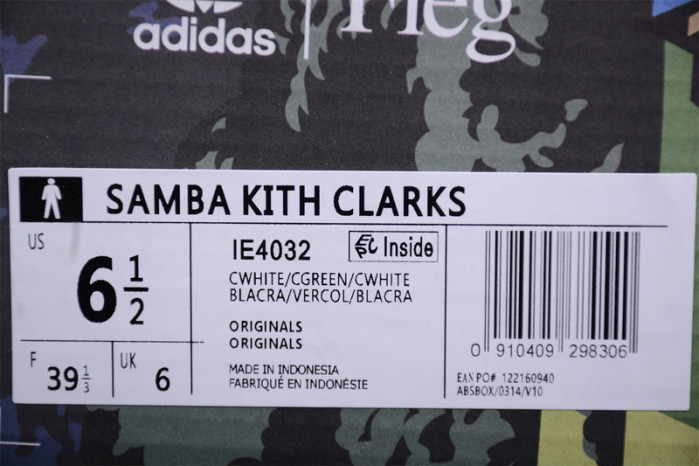 adidas
SAMBA KITH CLARKS
US
6 1/2
IE4032
Inside
CWHITE/CGREEN/CWHITE
BLACRA/VERCOL/BLACRA
ORIGINALS
ORIGINALS
MADE IN INDONESIA
FABRIQUÉ EN INDONÉSIE
F
39 1/3
UK
6
0 910409 298306
EAN PO# 122160940
ABSBOX/0314/V10